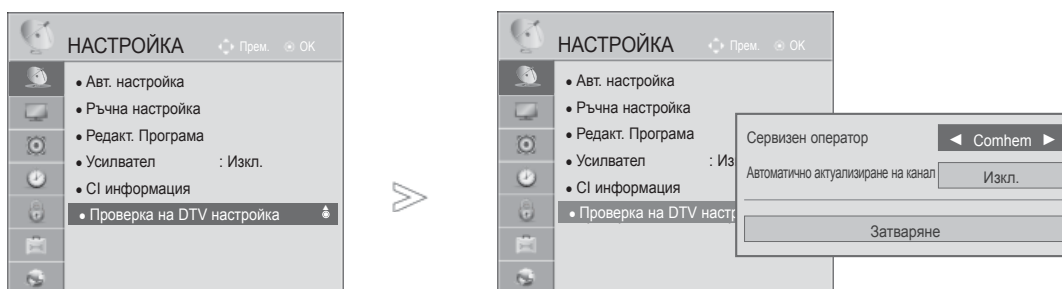 НАСТРОЙКА
Прем.
OK
• Авт. настройка
• Ръчна настройка
• Редакт. Програма
• Усилвател : Изкл.
• CI информация
• Проверка на DTV настройка
НАСТРОЙКА
Прем.
OK
• Авт. настройка
• Ръчна настройка
• Редакт. Програма
• Усилвател : Из
• CI информация
• Проверка на DTV настр
Сервизен оператор ◄ Comhem ►
Автоматично актуализиране на канал Изкл.
Затваряне